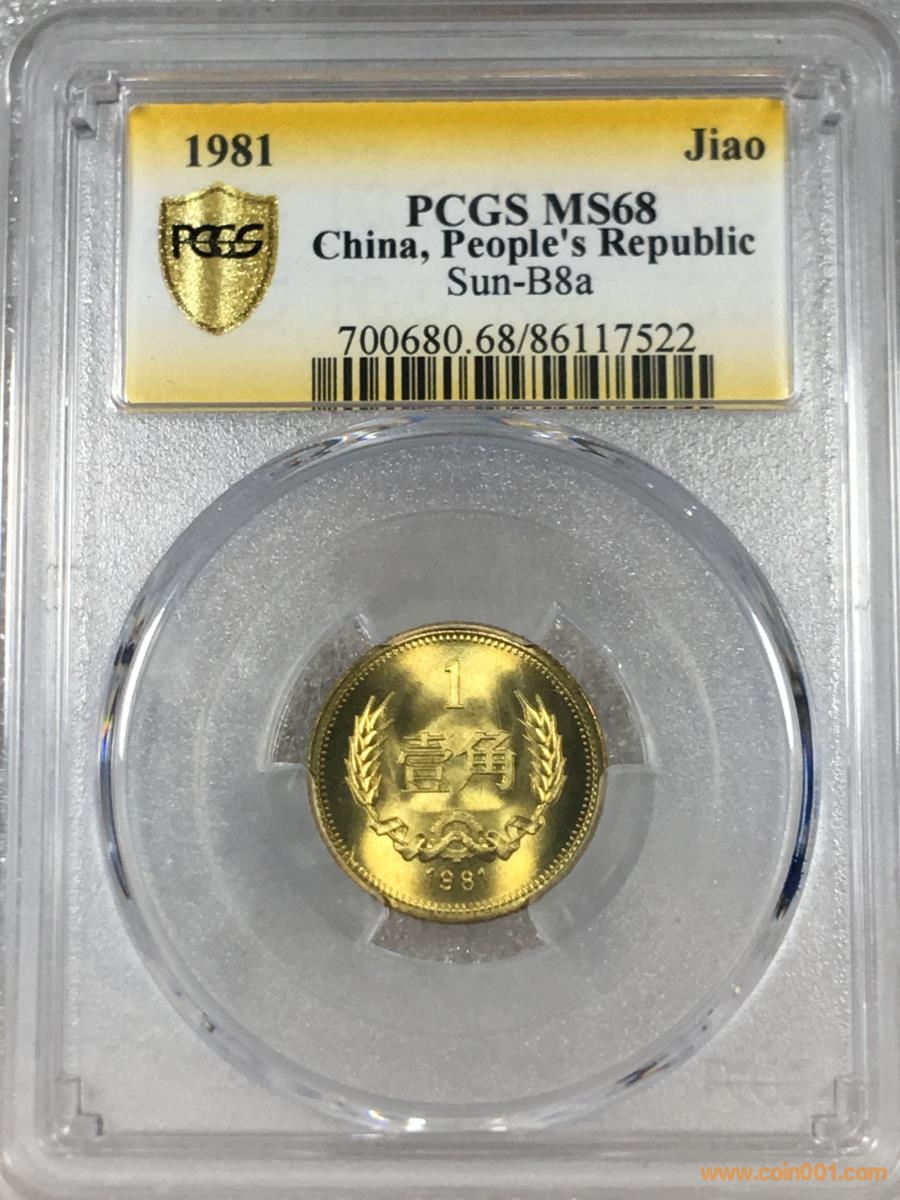 1981 Jiao
PCGS
PCGS MS68
China, People's Republic
Sun-B8a
700680.68/86117522
1
壹角
1981
www.coin001.com